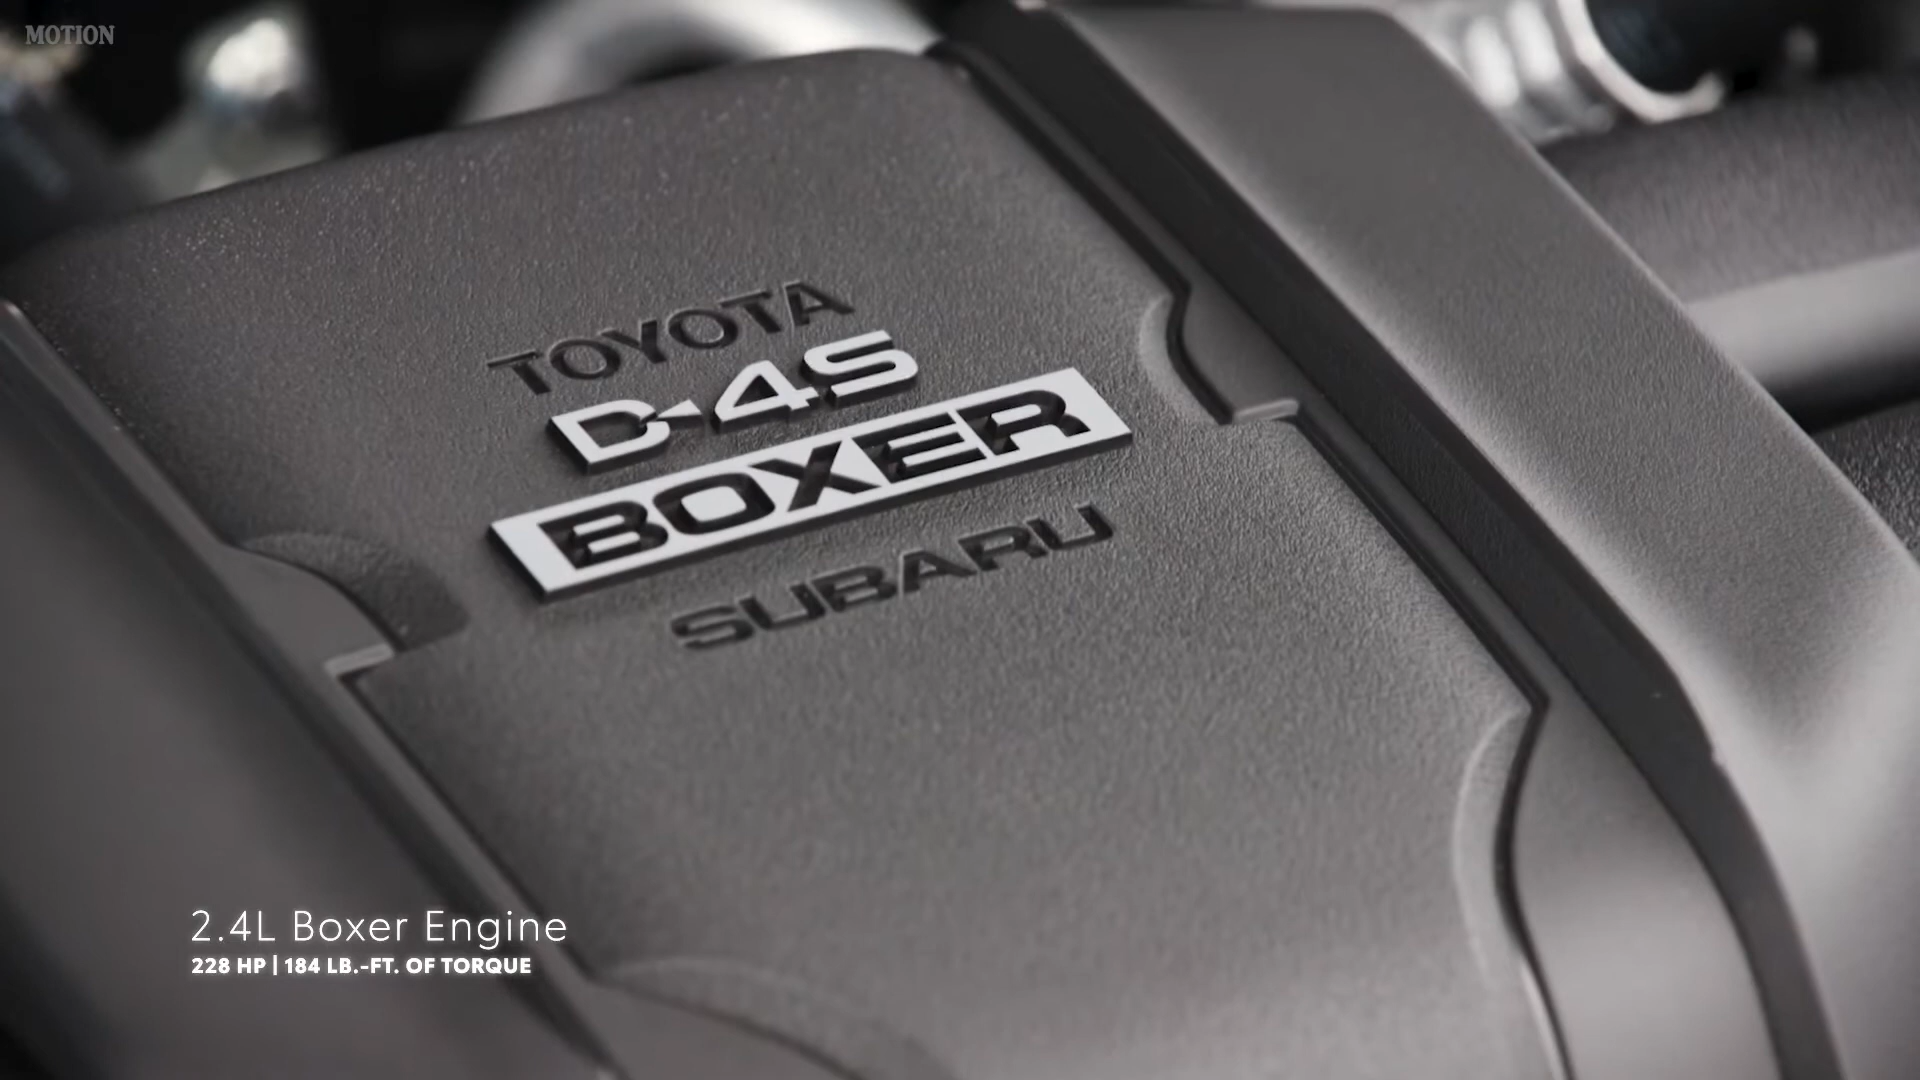 MOTION
TOYOTA
D-4S
BOXER
SUBARU
2.4L Boxer Engine
228 HP | 184 LB.-FT. OF TORQUE